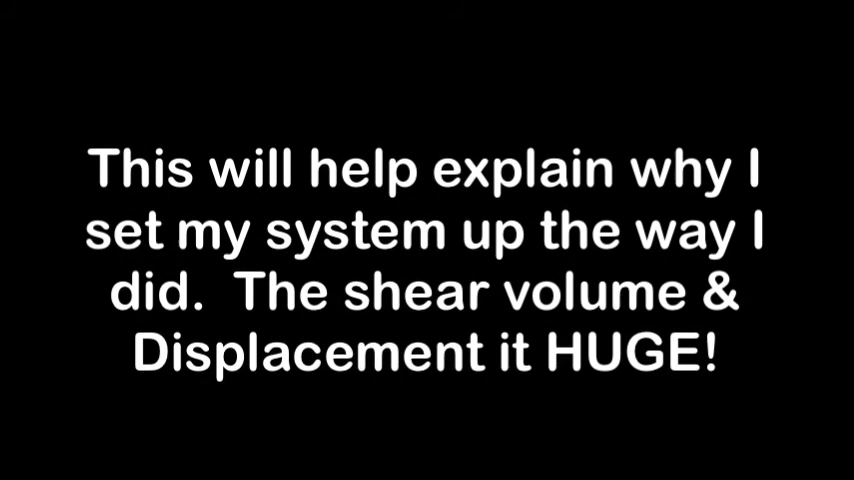 This will help explain why I
set my system up the way I
did.  The shear volume &
Displacement it HUGE!